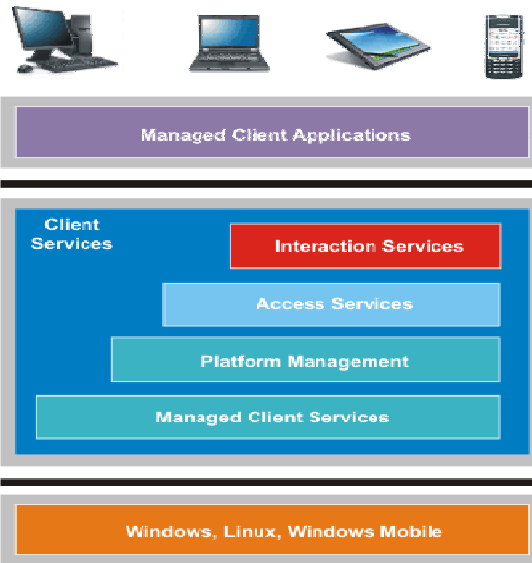 Managed Client Applications
Client
Services
Interaction Services
Access Services
Platform Management
Managed Client Services
Windows, Linux, Windows Mobile